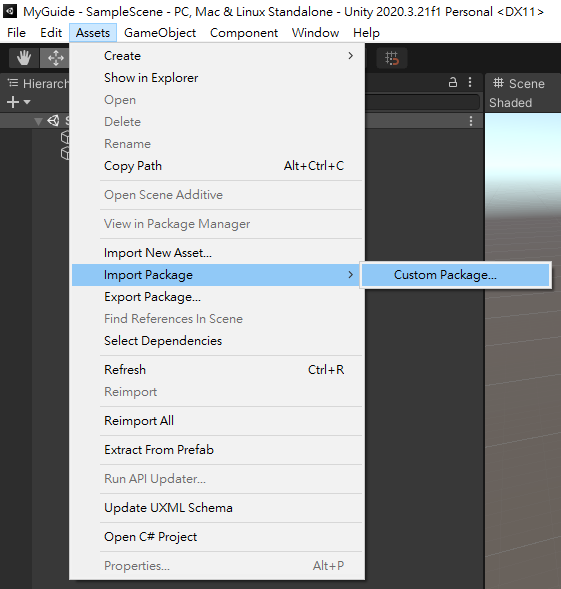 MyGuide - SampleScene - PC, Mac & Linux Standalone - Unity 2020.3.21f1 Personal <DX11>
File Edit Assets GameObject Component Window Help
Hierarch
Scene
Shaded
S
Create
Show in Explorer
Open
Delete
Rename
Copy Path Alt+Ctrl+C
Open Scene Additive
View in Package Manager
Import New Asset...
Import Package
Custom Package...
Export Package...
Find References In Scene
Select Dependencies
Refresh Ctrl+R
Reimport
Reimport All
Extract From Prefab
Run API Updater...
Update UXML Schema
Open C# Project
Properties... Alt+P